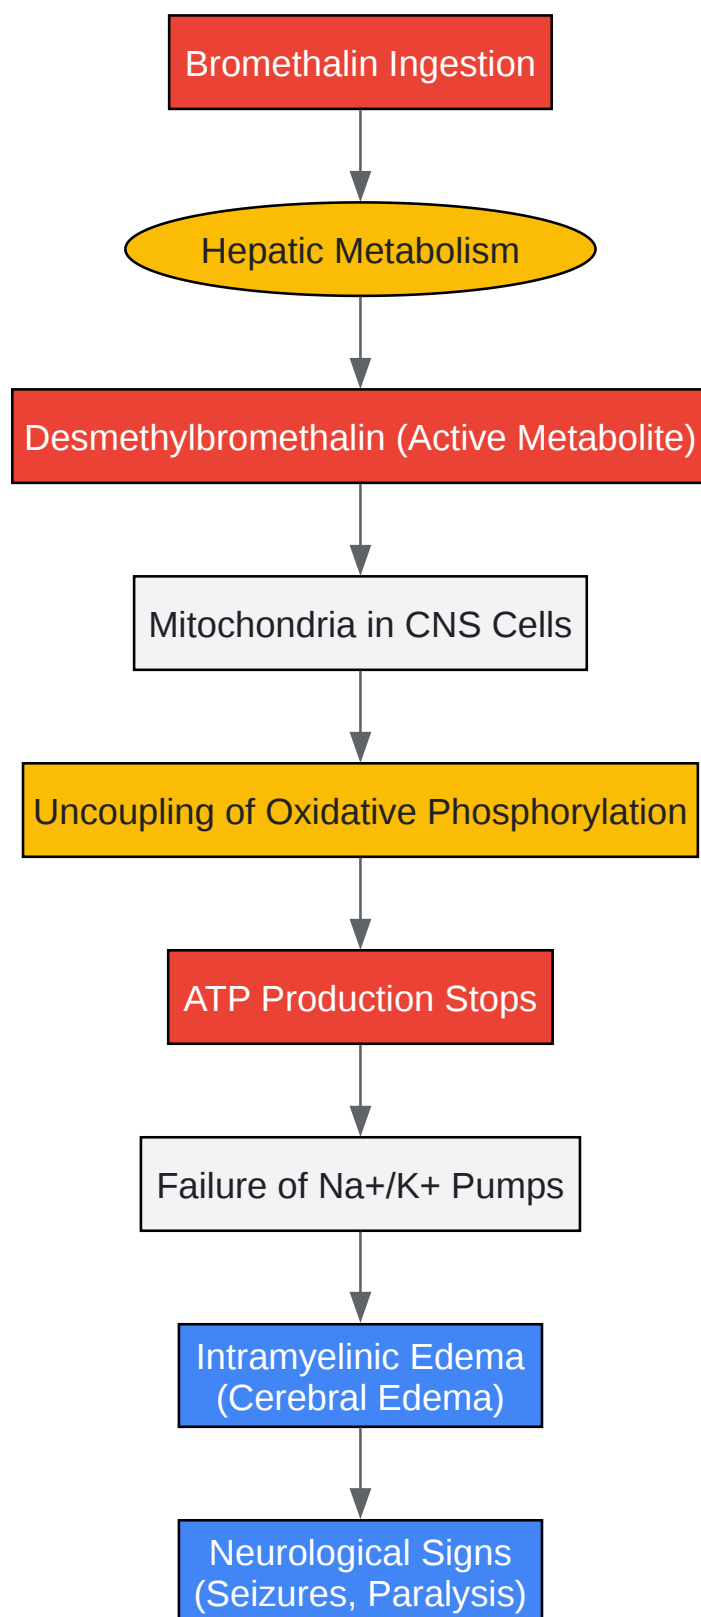 Bromethalin Ingestion
Hepatic Metabolism
Desmethylbromethalin (Active Metabolite)
Mitochondria in CNS Cells
Uncoupling of Oxidative Phosphorylation
ATP Production Stops
Failure of Na+/K+ Pumps
Intramyelinic Edema
(Cerebral Edema)
Neurological Signs
(Seizures, Paralysis)